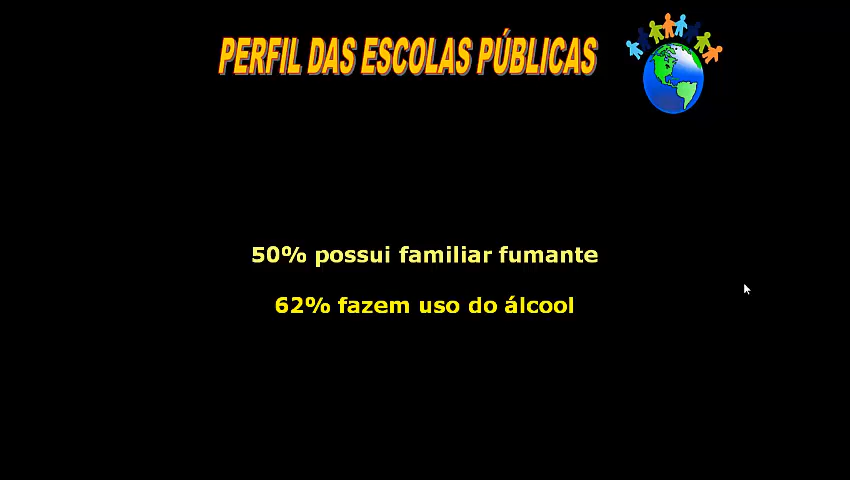 PERFIL DAS ESCOLAS PÚBLICAS
50% possui familiar fumante
62% fazem uso do álcool